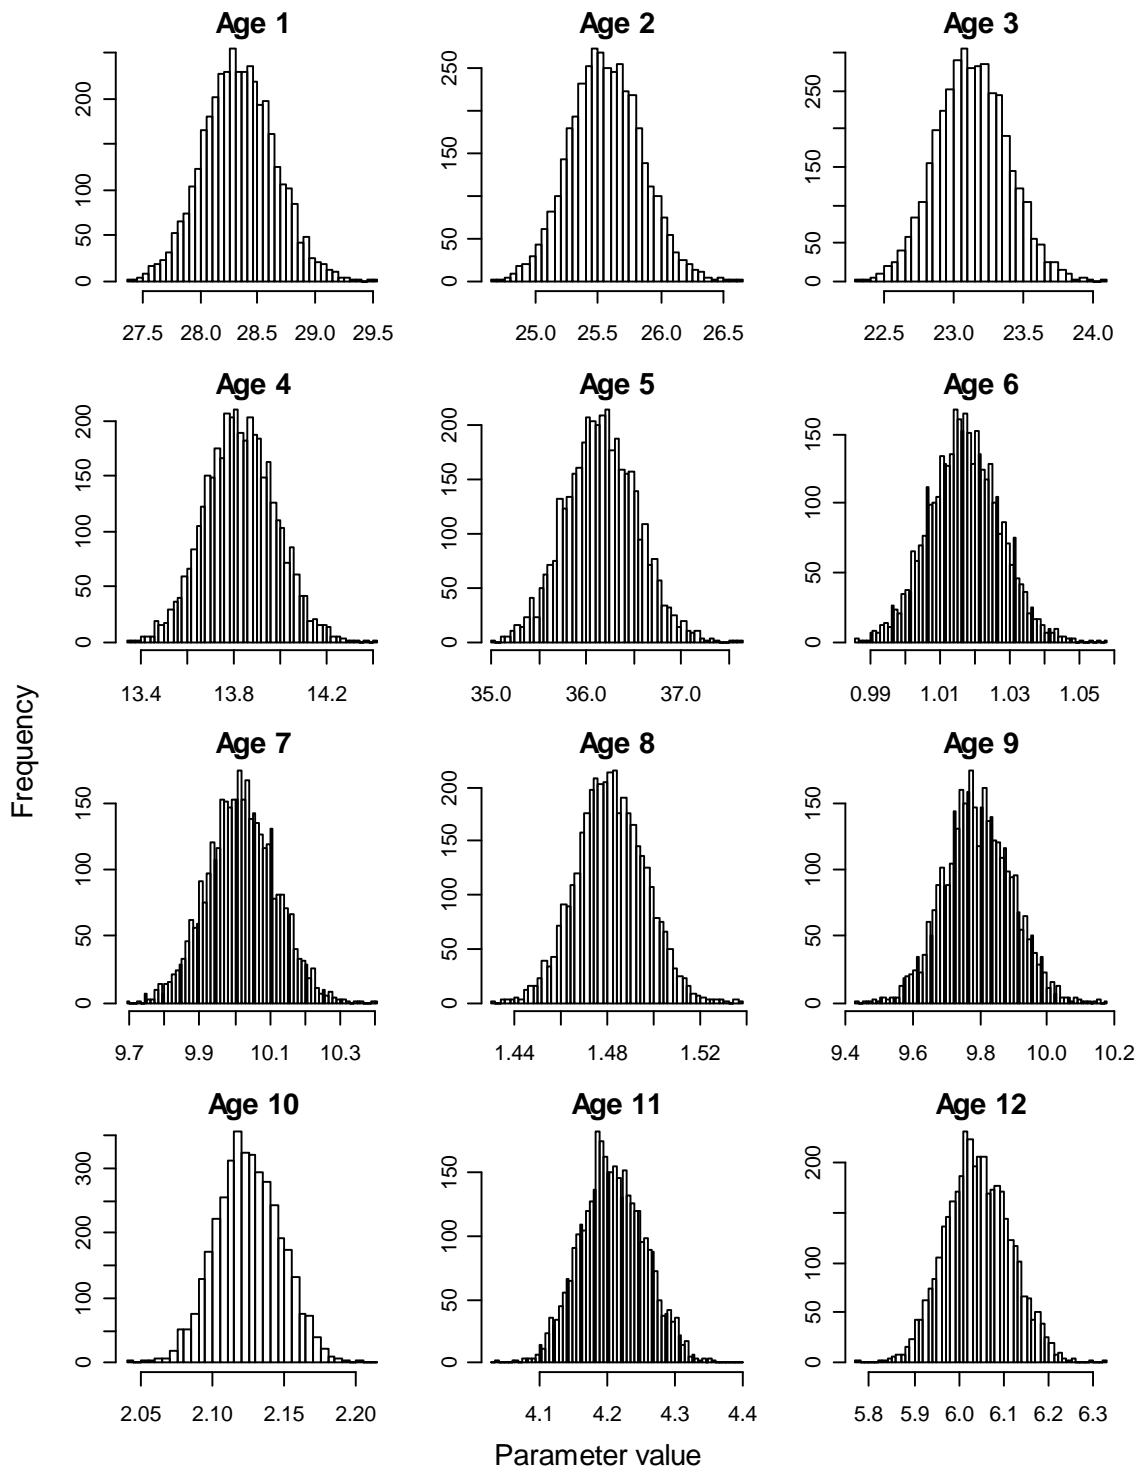 Age 1
Age 2
Age 3
0 50 100 200
0 50 150 250
0 50 150 250
27.5 28.0 28.5 29.0 29.5
25.0 25.5 26.0 26.5
22.5 23.0 23.5 24.0
Age 4
Age 5
Age 6
0 50 100 150 200
0 50 100 150 200
0 50 100 150
13.4 13.8 14.2
35.0 36.0 37.0
0.99 1.01 1.03 1.05
Age 7
Age 8
Age 9
0 50 100 150
0 50 100 150 200
0 50 100 150
9.7 9.9 10.1 10.3
1.44 1.48 1.52
9.4 9.6 9.8 10.0 10.2
Age 10
Age 11
Age 12
0 100 200 300
0 50 100 150
0 50 100 200
2.05 2.10 2.15 2.20
4.1 4.2 4.3 4.4
5.8 5.9 6.0 6.1 6.2 6.3
Frequency
Parameter value